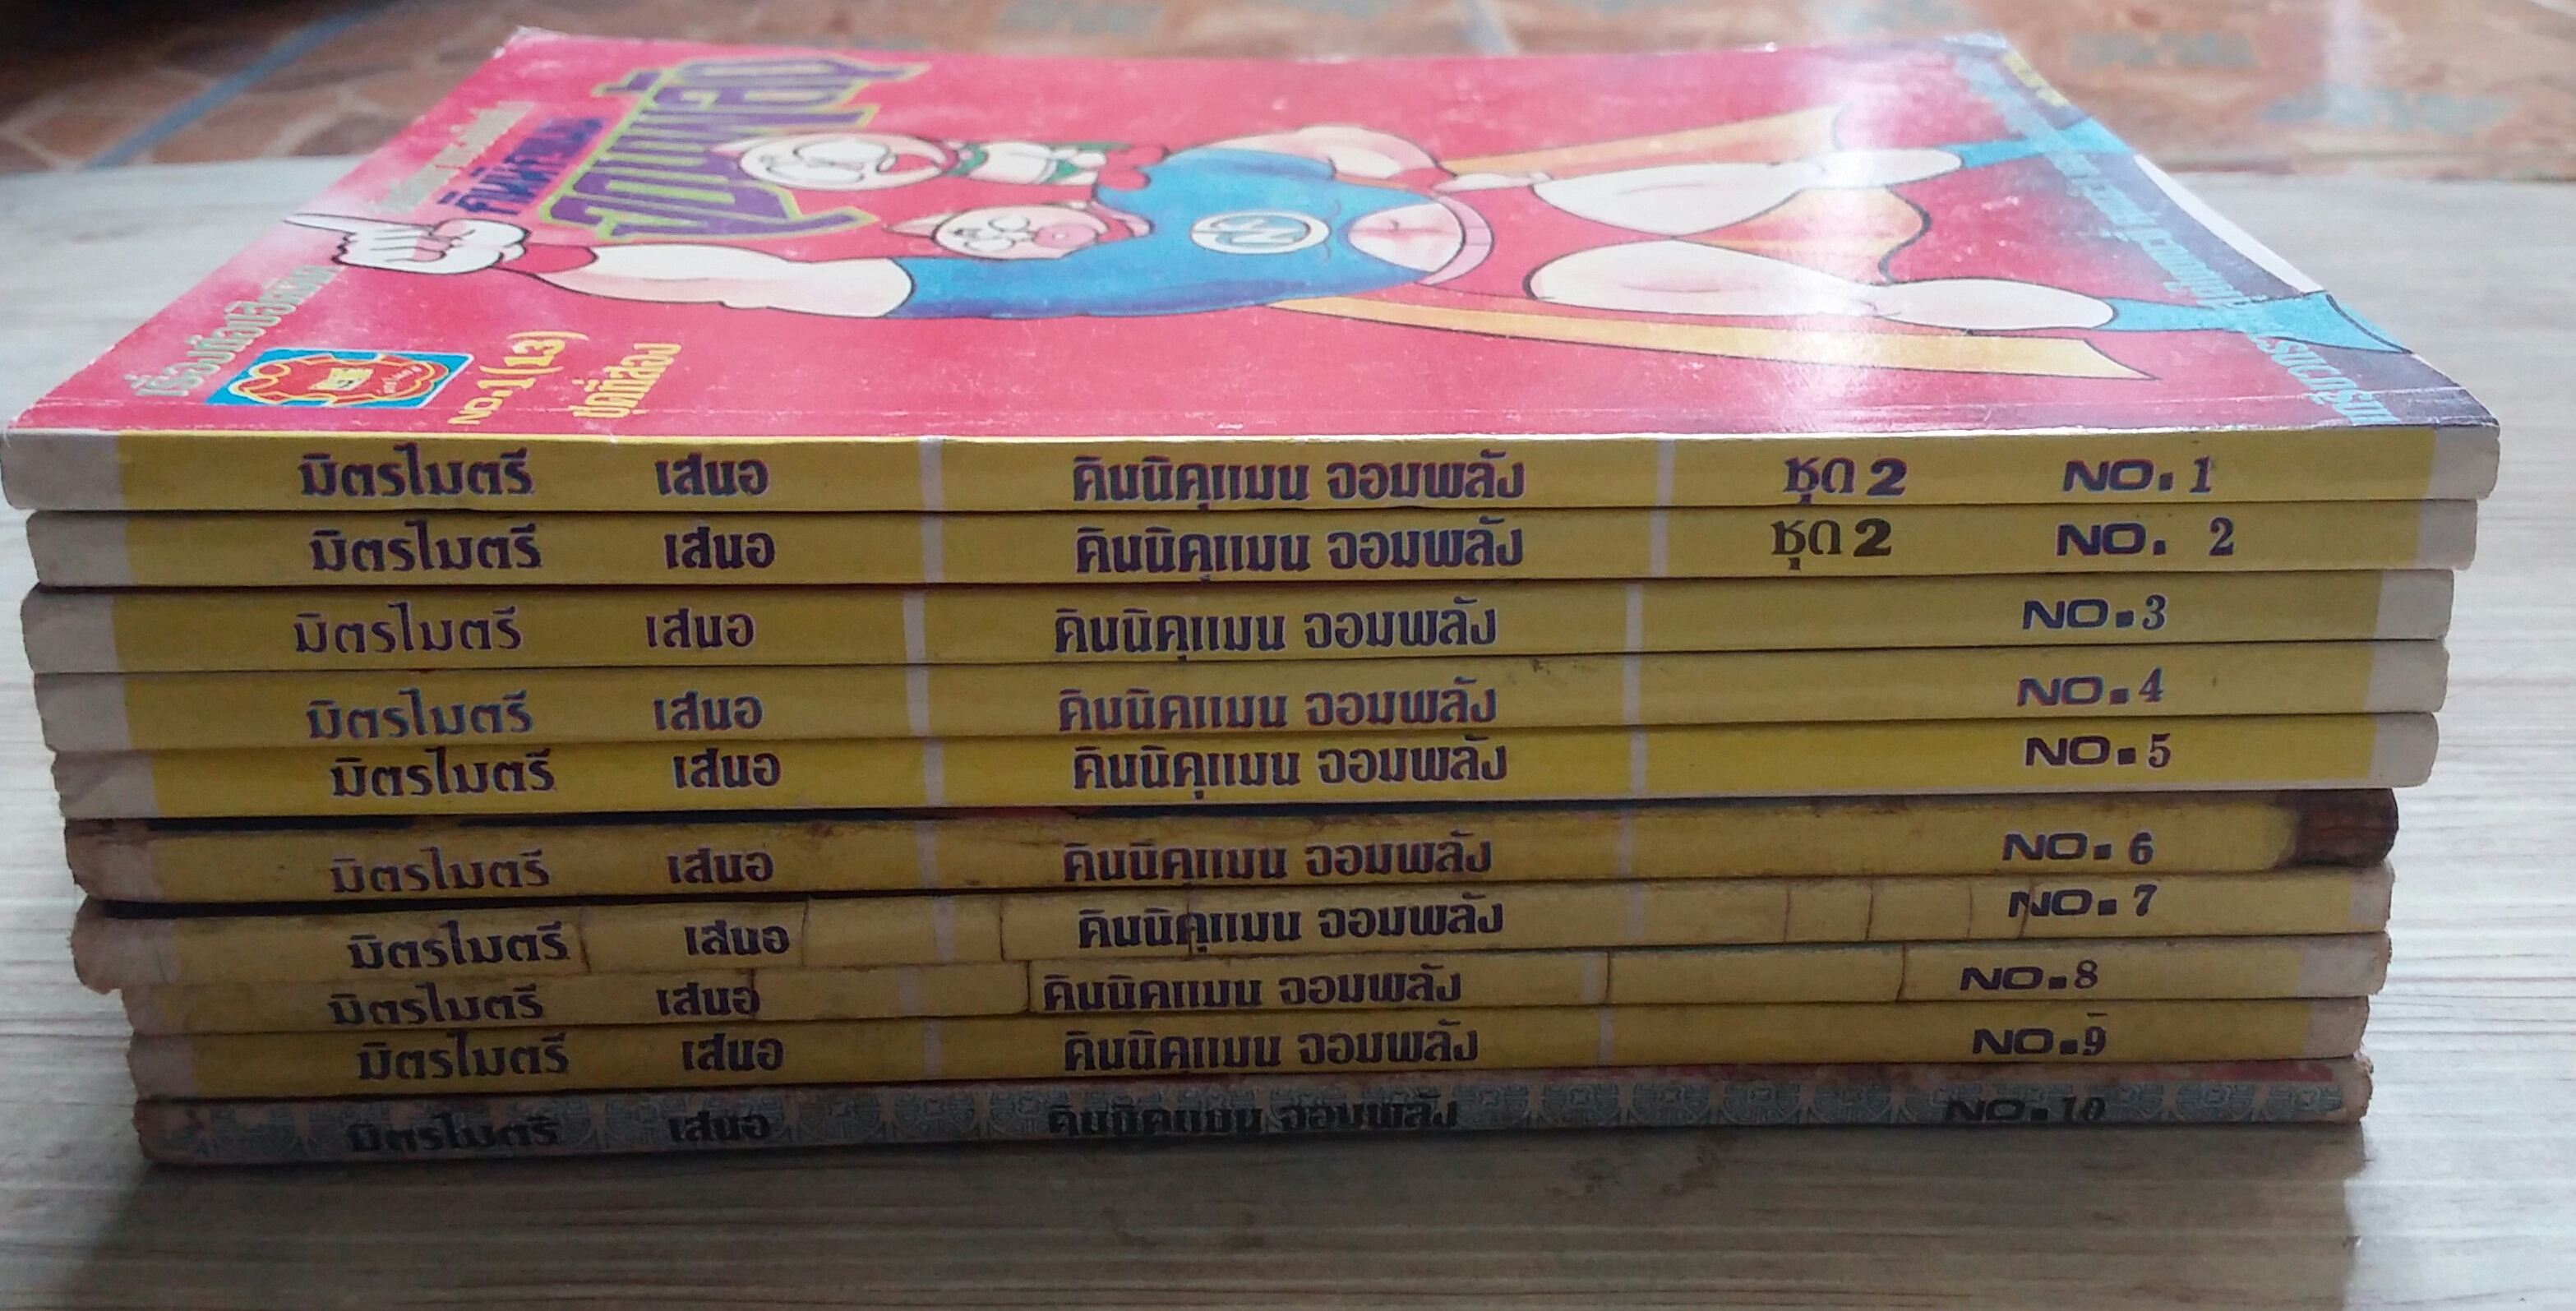 คินนิคุแมน
จอมพลัง
NO.1(13)
ชุดที่สอง
มิตรไมตรี เสนอ คินนิคุแมน จอมพลัง ชุด 2 NO.1
มิตรไมตรี เสนอ คินนิคุแมน จอมพลัง ชุด 2 NO. 2
มิตรไมตรี เสนอ คินนิคุแมน จอมพลัง NO.3
มิตรไมตรี เสนอ คินนิคแมน จอมพลัง NO.4
มิตรไมตรี เสนอ คินนิคุแมน จอมพลัง NO.5
มิตรไมตรี เสนอ คินนิคุแมน จอมพลัง NO.6
มิตรไมตรี เสนอ คินนิคุแมน จอมพลัง NO.7
มิตรไมตรี เสนอ คินนิคแมน จอมพลัง NO.8
มิตรไมตรี เสนอ คินนิคุแมน จอมพลัง NO.9
มิตรไมตรี เสนอ คินนิคแมน จอมพลัง NO.10